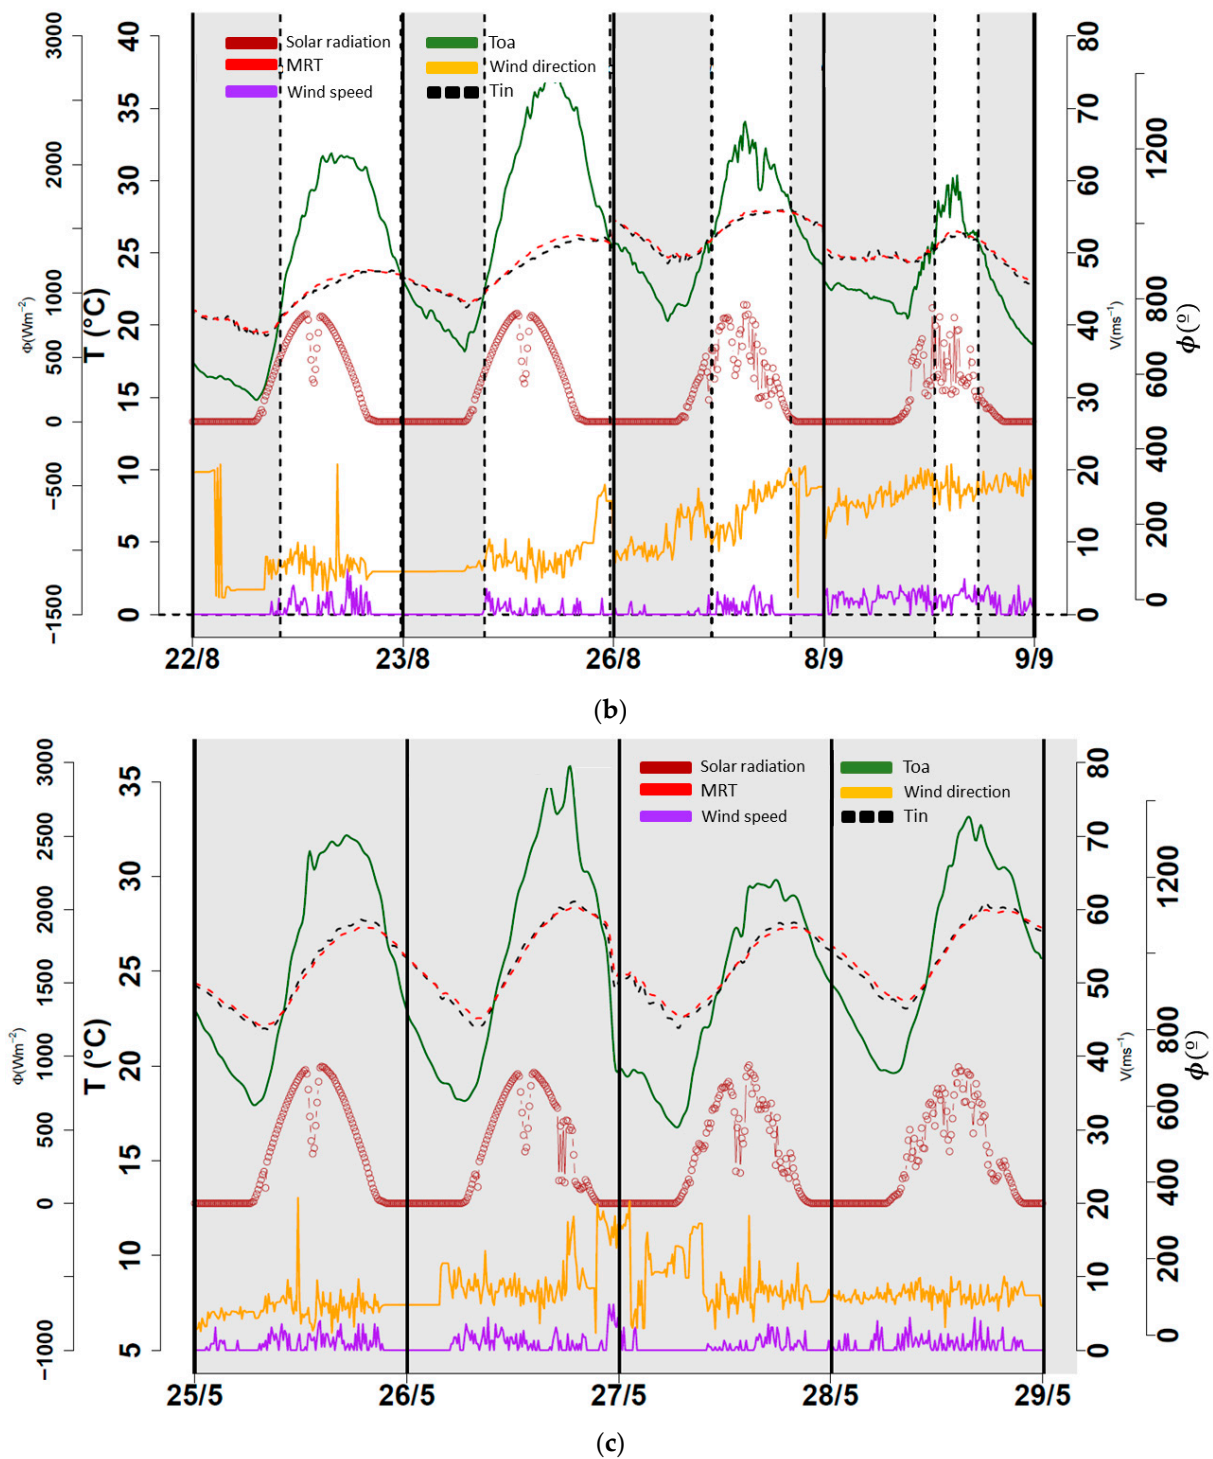 Solar radiation
MRT
Wind speed
Toa
Wind direction
Tin
Φ(Wm−2)
3000
2000
1000
500
0
−500
−1500
T (°C)
40
35
30
25
20
15
10
5
0
V(ms−1)
80
70
60
50
40
30
20
10
0
ϕ(º)
1200
800
600
400
200
0
22/8 23/8 26/8 8/9 9/9
(b)
Solar radiation
MRT
Wind speed
Toa
Wind direction
Tin
Φ(Wm−2)
3000
2500
2000
1500
1000
500
0
−1000
T (°C)
35
30
25
20
15
10
5
V(ms−1)
80
70
60
50
40
30
20
10
0
ϕ(º)
1200
800
600
400
200
0
25/5 26/5 27/5 28/5 29/5
(c)